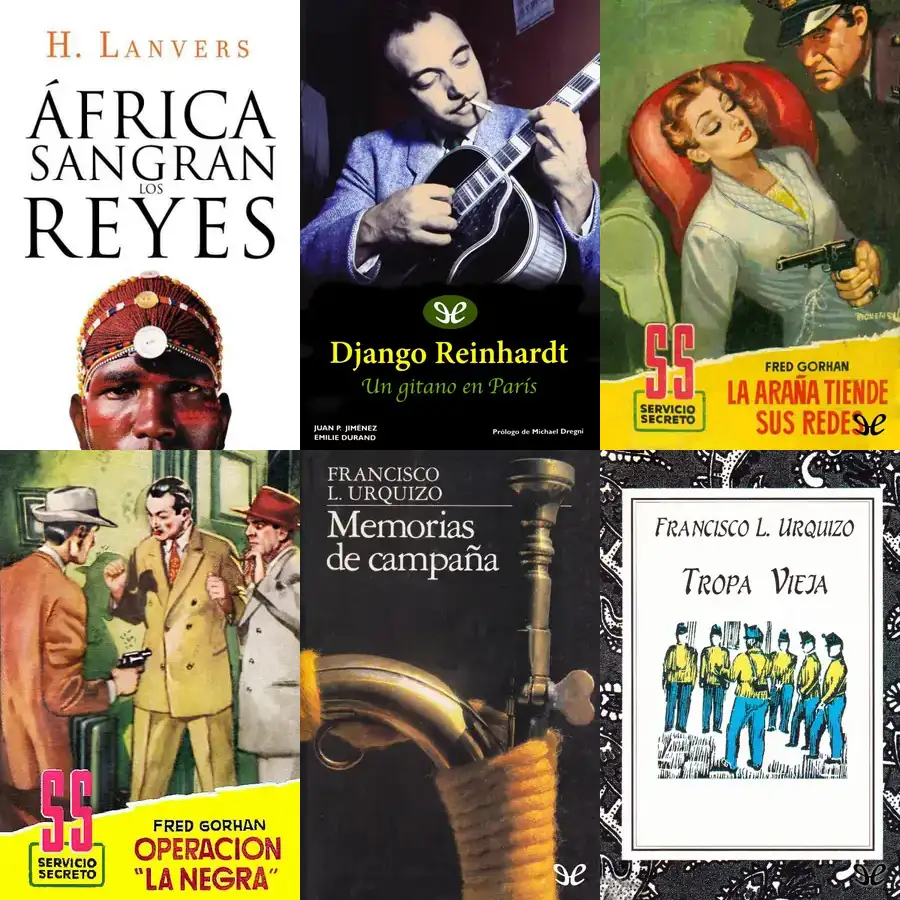 H. LANVERS
ÁFRICA
SANGRAN
LOS
REYES
Django Reinhardt
Un gitano en París
JUAN P. JIMÉNEZ
EMILIE DURAND
Prólogo de Michael Dregni
SS
SERVICIO
SECRETO
FRED GORHAN
LA ARAÑA TIENDE
SUS REDES
SS
SERVICIO
SECRETO
FRED GORHAN
OPERACION
"LA NEGRA"
FRANCISCO
L. URQUIZO
Memorias
de campaña
FRANCISCO L. URQUIZO
TROPA VIEJA